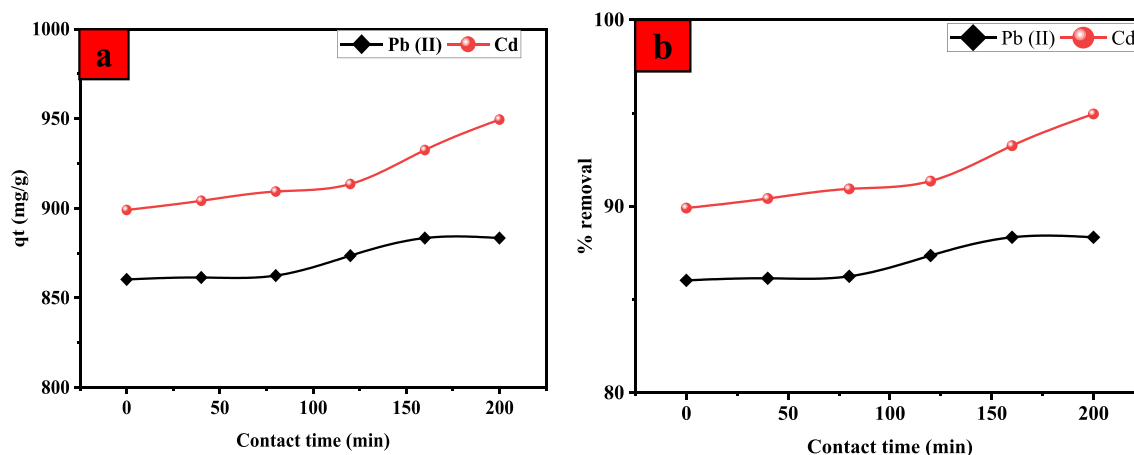 a
Pb (II) Cd
qt (mg/g)
1000
950
900
850
800
0 50 100 150 200
Contact time (min)
b
Pb (II) Cd
% removal
100
90
80
0 50 100 150 200
Contact time (min)